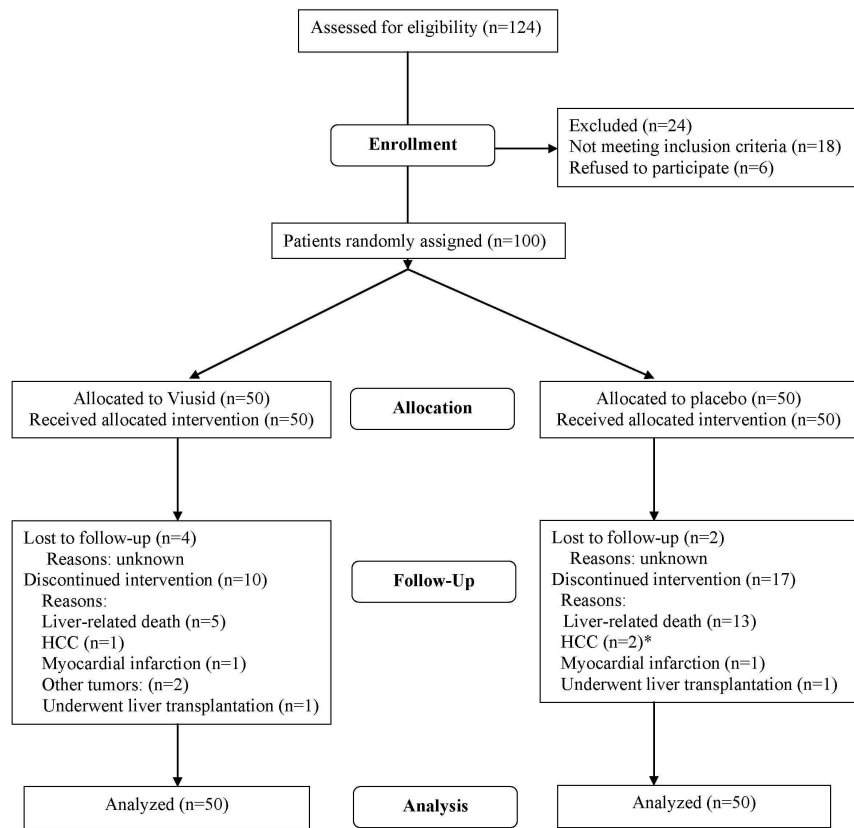 Assessed for eligibility (n=124)
Enrollment
Excluded (n=24)
Not meeting inclusion criteria (n=18)
Refused to participate (n=6)
Patients randomly assigned (n=100)
Allocated to Viusid (n=50)
Received allocated intervention (n=50)
Allocation
Allocated to placebo (n=50)
Received allocated intervention (n=50)
Lost to follow-up (n=4)
Reasons: unknown
Discontinued intervention (n=10)
Reasons:
Liver-related death (n=5)
HCC (n=1)
Myocardial infarction (n=1)
Other tumors: (n=2)
Underwent liver transplantation (n=1)
Follow-Up
Lost to follow-up (n=2)
Reasons: unknown
Discontinued intervention (n=17)
Reasons:
Liver-related death (n=13)
HCC (n=2)*
Myocardial infarction (n=1)
Underwent liver transplantation (n=1)
Analyzed (n=50)
Analysis
Analyzed (n=50)